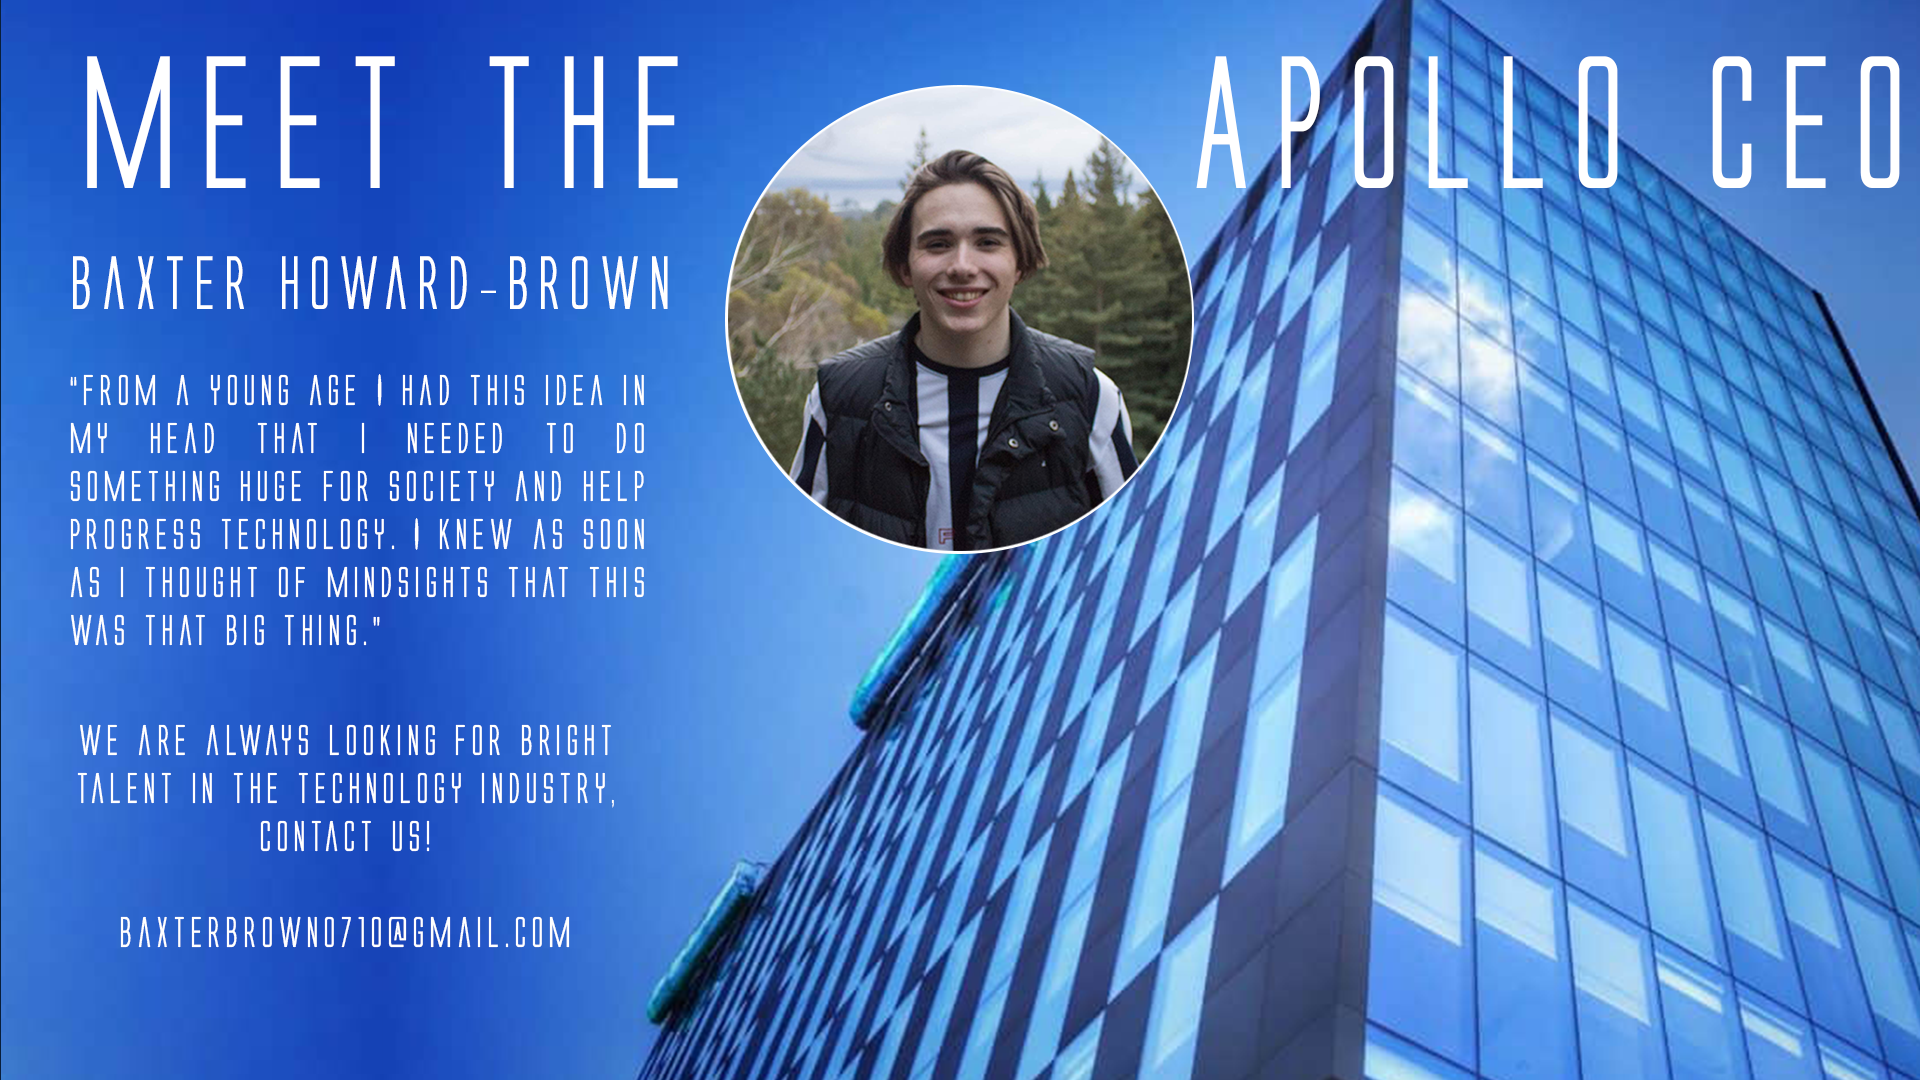 MEET THE APOLLO CEO
BAXTER HOWARD-BROWN
"FROM A YOUNG AGE I HAD THIS IDEA IN
MY HEAD THAT I NEEDED TO DO
SOMETHING HUGE FOR SOCIETY AND HELP
PROGRESS TECHNOLOGY. I KNEW AS SOON
AS I THOUGHT OF MINDSIGHTS THAT THIS
WAS THAT BIG THING."
WE ARE ALWAYS LOOKING FOR BRIGHT
TALENT IN THE TECHNOLOGY INDUSTRY,
CONTACT US!
BAXTERBROWN0710@GMAIL.COM